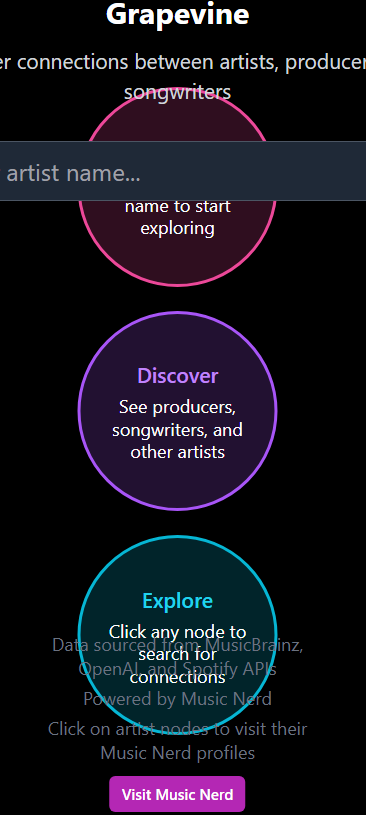 Grapevine
er connections between artists, producer
songwriters
artist name...
name to start
exploring
Discover
See producers,
songwriters, and
other artists
Explore
Click any node to
search for
connections
Data sourced from MusicBrainz,
OpenAI, and Spotify APIs
Powered by Music Nerd
Click on artist nodes to visit their
Music Nerd profiles
Visit Music Nerd